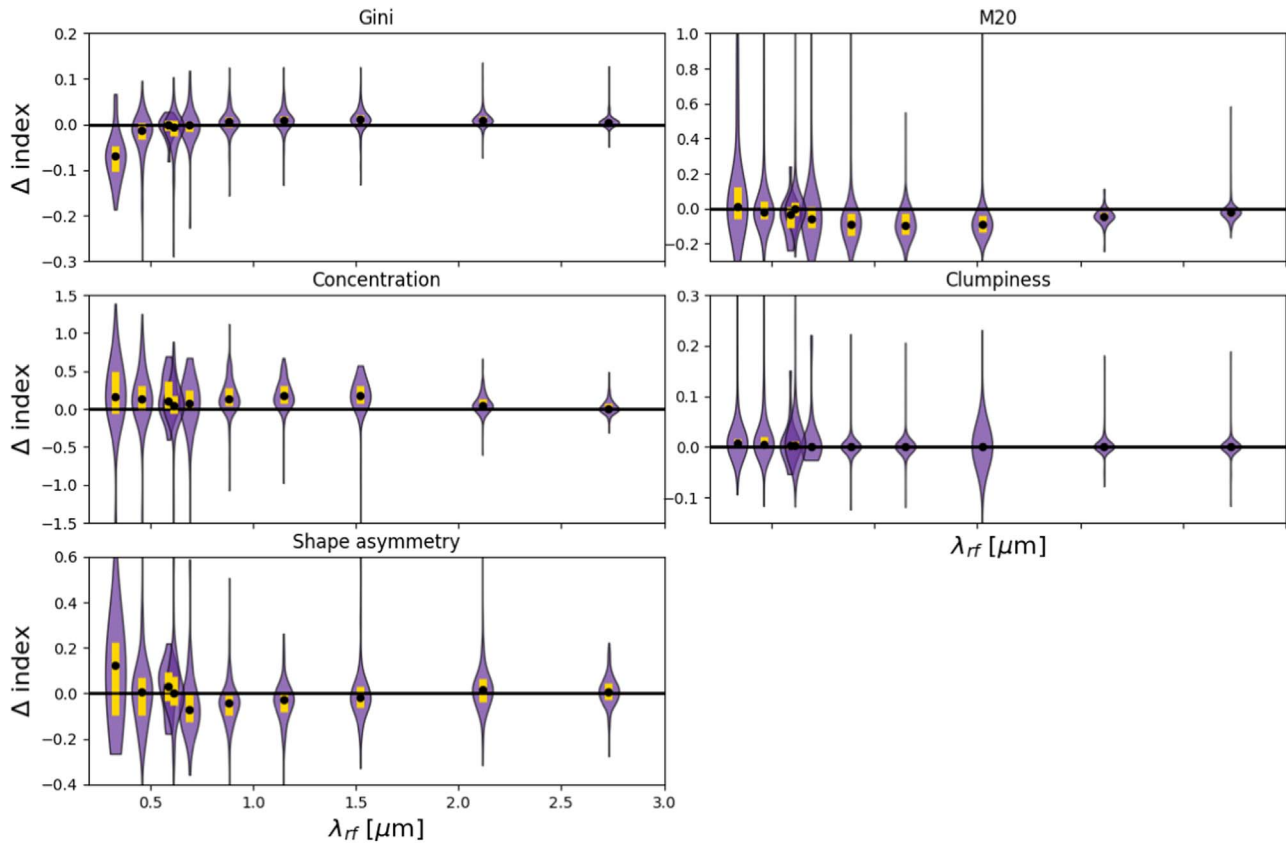 Gini
0.2
0.1
0.0
−0.1
−0.2
−0.3
Δ index
M20
1.0
0.8
0.6
0.4
0.2
0.0
−0.2
Concentration
1.5
1.0
0.5
0.0
−0.5
−1.0
−1.5
Δ index
Clumpiness
0.3
0.2
0.1
0.0
−0.1
λrf [μm]
Shape asymmetry
0.6
0.4
0.2
0.0
−0.2
−0.4
Δ index
0.5 1.0 1.5 2.0 2.5 3.0
λrf [μm]